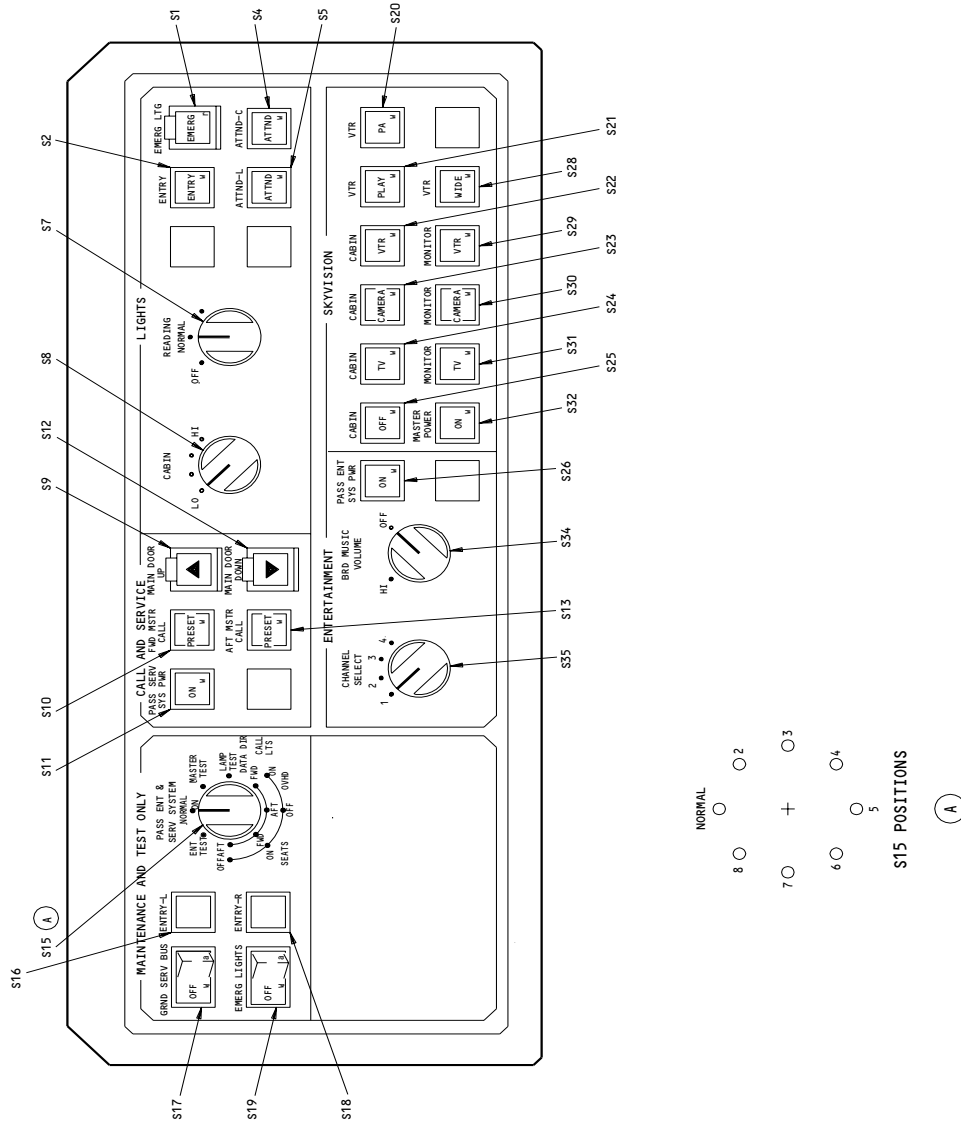 S16
S15
A
S11
S10
S9
S12
S8
S7
S2
S1
S4
S5
S20
S17
S19
S18
MAINTENANCE AND TEST ONLY
GRND SERV BUS
OFF
W
a
ENTRY-L
EMERG LIGHTS
OFF
W
a
ENTRY-R
PASS ENT &
SERV SYSTEM
NORMAL
ON
MASTER
TEST
LAMP
TEST
DATA DIR
FWD
CALL
LTS
ON
OVHD
AFT
OFF
ENT
TEST
OFF
AFT
FWD
ON
SEATS
CALL AND SERVICE
PASS SERV
SYS PWR
ON
W
FWD MSTR
CALL
PRESET
W
MAIN DOOR
UP
AFT MSTR
CALL
PRESET
W
MAIN DOOR
DOWN
LIGHTS
CABIN
LO
HI
READING
NORMAL
OFF
ENTRY
ENTRY
W
EMERG LTG
EMERG
r
ATTND-L
ATTND
W
ATTND-C
ATTND
W
ENTERTAINMENT
CHANNEL
SELECT
1
2
3
4
BRD MUSIC
VOLUME
HI
OFF
PASS ENT
SYS PWR
ON
W
SKYVISION
CABIN
OFF
W
CABIN
TV
W
CABIN
CAMERA
W
CABIN
VTR
W
VTR
PLAY
W
VTR
PA
W
MASTER
POWER
ON
W
MONITOR
TV
W
MONITOR
CAMERA
W
MONITOR
VTR
W
VTR
WIDE
W
S13
S35
S34
S26
S32
S31
S25
S30
S24
S29
S23
S22
S28
S21
NORMAL
8
2
7
3
6
4
5
S15 POSITIONS
A